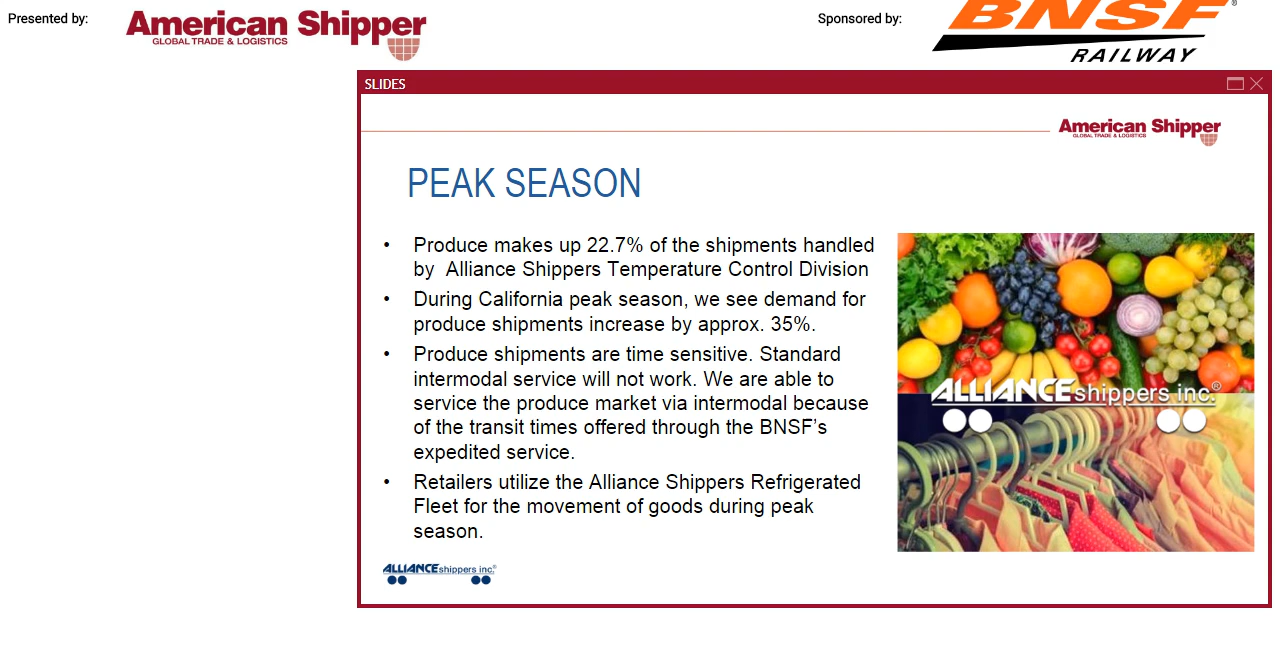 Presented by:
American Shipper
GLOBAL TRADE & LOGISTICS
Sponsored by:
BNSF®
RAILWAY
SLIDES
American Shipper
GLOBAL TRADE & LOGISTICS
PEAK SEASON
• Produce makes up 22.7% of the shipments handled
by Alliance Shippers Temperature Control Division
• During California peak season, we see demand for
produce shipments increase by approx. 35%.
• Produce shipments are time sensitive. Standard
intermodal service will not work. We are able to
service the produce market via intermodal because
of the transit times offered through the BNSF’s
expedited service.
• Retailers utilize the Alliance Shippers Refrigerated
Fleet for the movement of goods during peak
season.
ALLIANCE shippers inc.®
ALLIANCE shippers inc.®